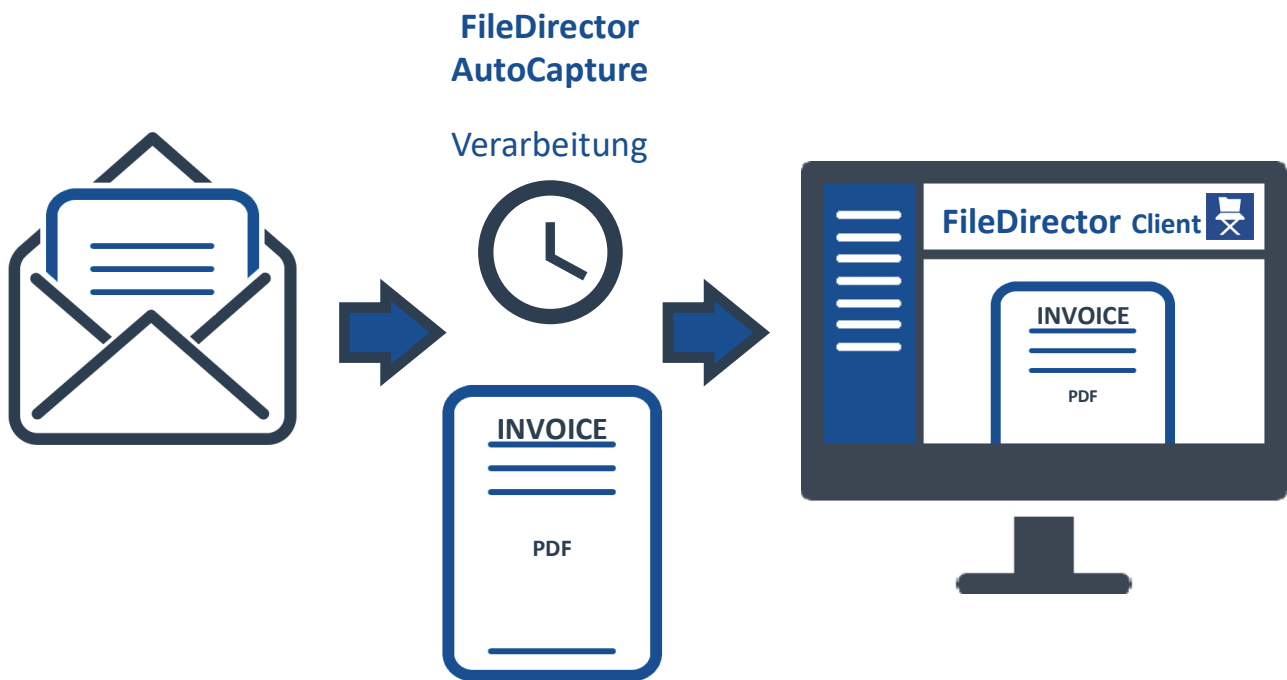 FileDirector
AutoCapture
Verarbeitung
INVOICE
PDF
FileDirector Client
INVOICE
PDF